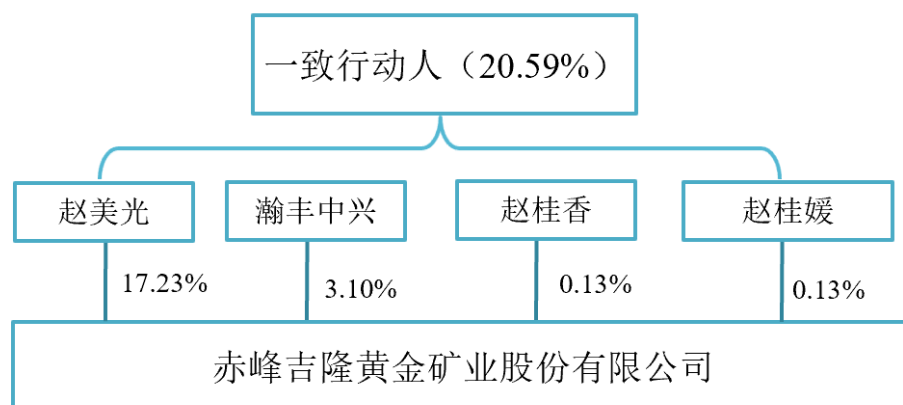 一致行动人（20.59%）
赵美光
瀚丰中兴
赵桂香
赵桂媛
17.23%
3.10%
0.13%
0.13%
赤峰吉隆黄金矿业股份有限公司